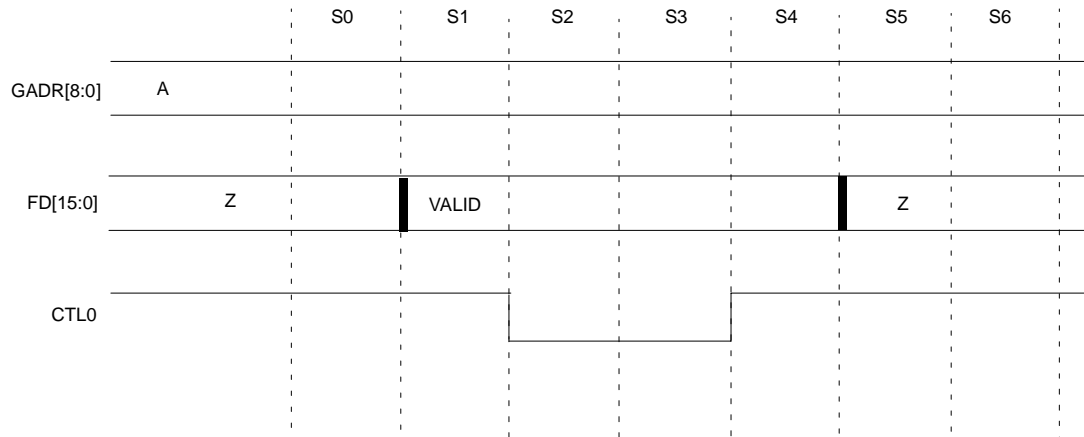 S0 S1 S2 S3 S4 S5 S6
GADR[8:0] A
FD[15:0] Z VALID Z
CTL0